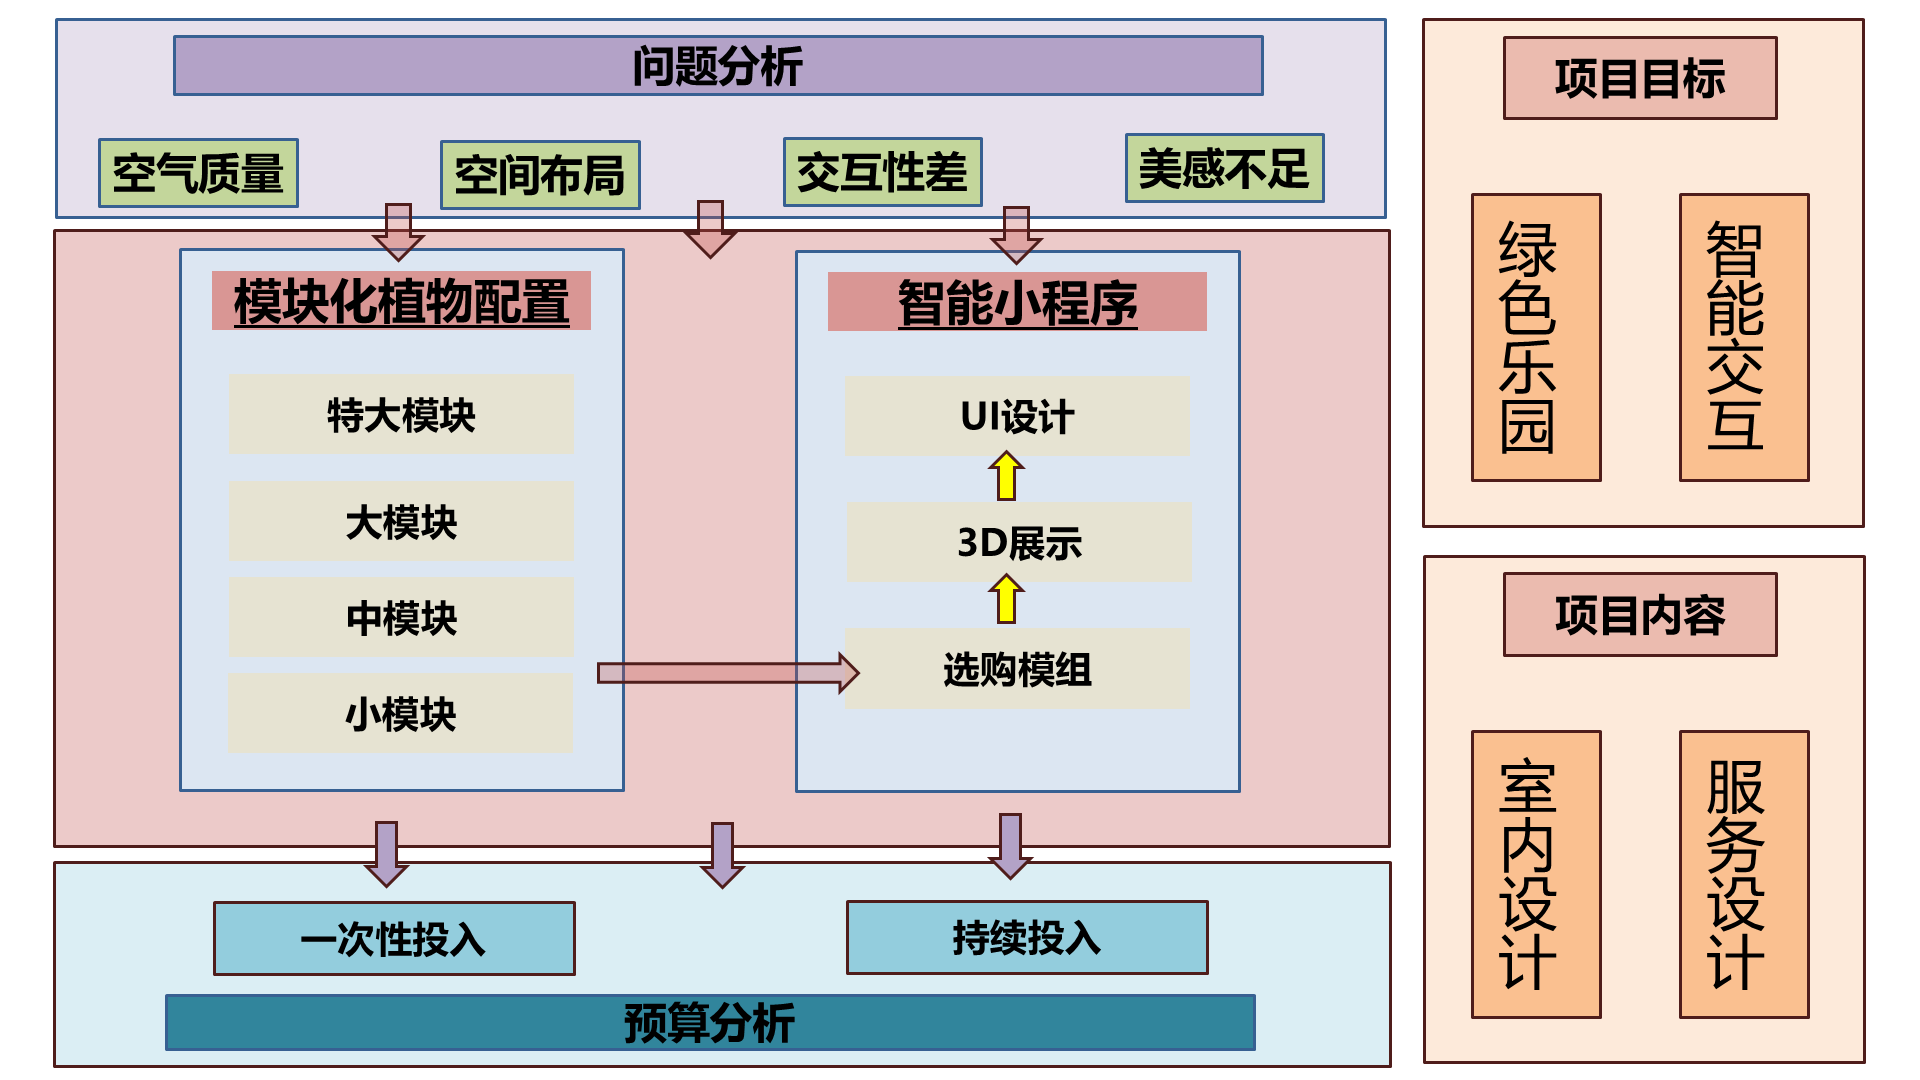 问题分析
空气质量
空间布局
交互性差
美感不足
模块化植物配置
特大模块
大模块
中模块
小模块
智能小程序
UI设计
3D展示
选购模组
一次性投入
持续投入
预算分析
项目目标
绿色乐园
智能交互
项目内容
室内设计
服务设计